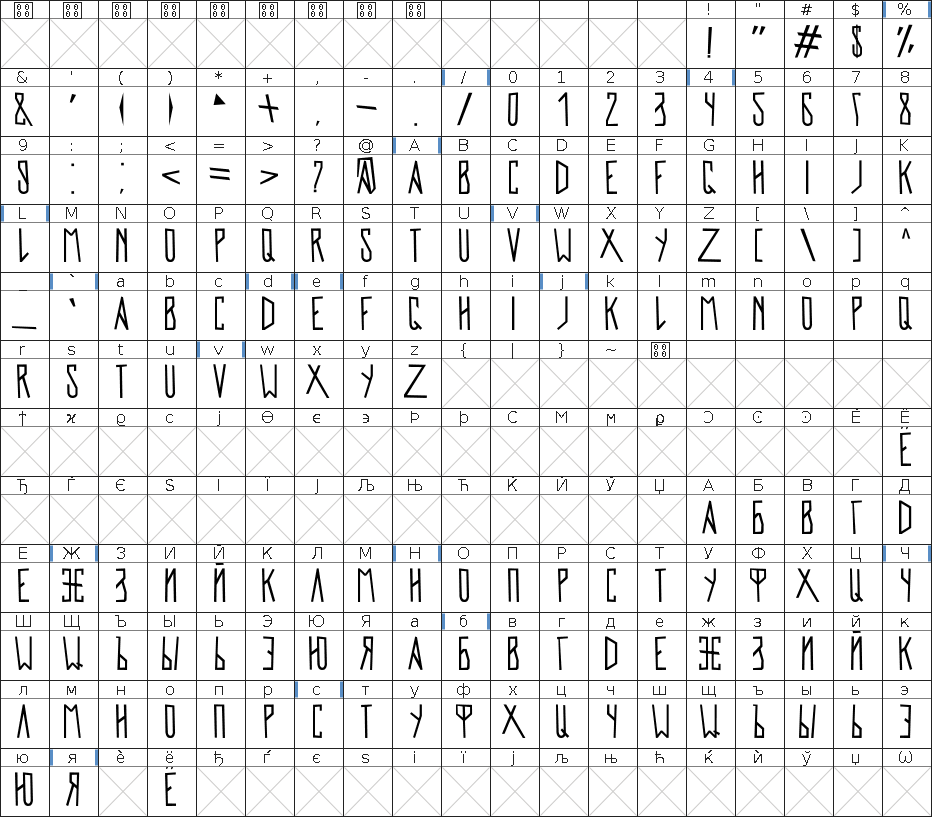 ! " # $ %
! " # $ %
& ' ( ) * + , - . / 0 1 2 3 4 5 6 7 8
& ' ( ) * + , - . / 0 1 2 3 4 5 6 7 8
9 : ; < = > ? @ A B C D E F G H I J K
9 : ; < = > ? @ A B C D E F G H I J K
L M N O P Q R S T U V W X Y Z [ \ ] ^
L M N O P Q R S T U V W X Y Z [ \ ] ^
_ ` a b c d e f g h i j k l m n o p q
_ ` A B C D E F G H I J K L M N O P Q
r s t u v w x y z { | } ~
R S T U V W X Y Z
† ϰ ϱ ϲ ϳ ϴ ϵ ϶ Ϸ ϸ Ϲ Ϻ ϻ ϼ Ͻ Ͼ Ͽ Ѐ Ё
Ё
Ђ Ѓ Є Ѕ І Ї Ј Љ Њ Ћ Ќ Ѝ Ў Џ А Б В Г Д
А Б В Г D
Е Ж З И Й К Л М Н О П Р С Т У Ф Х Ц Ч
Е Ж З И Й К Л М Н О П Р С Т У Ф Х Ц Ч
Ш Щ Ъ Ы Ь Э Ю Я а б в г д е ж з и й к
Ш Щ Ъ Ы Ь Э Ю Я А Б В Г D Е Ж З И Й К
л м н о п р с т у ф х ц ч ш щ ъ ы ь э
Л М Н О П Р С Т У Ф Х Ц Ч Ш Щ Ъ Ы Ь Э
ю я ѐ ё ђ ѓ є ѕ і ї ј љ њ ћ ќ ѝ ў џ Ѡ
Ю Я Ё